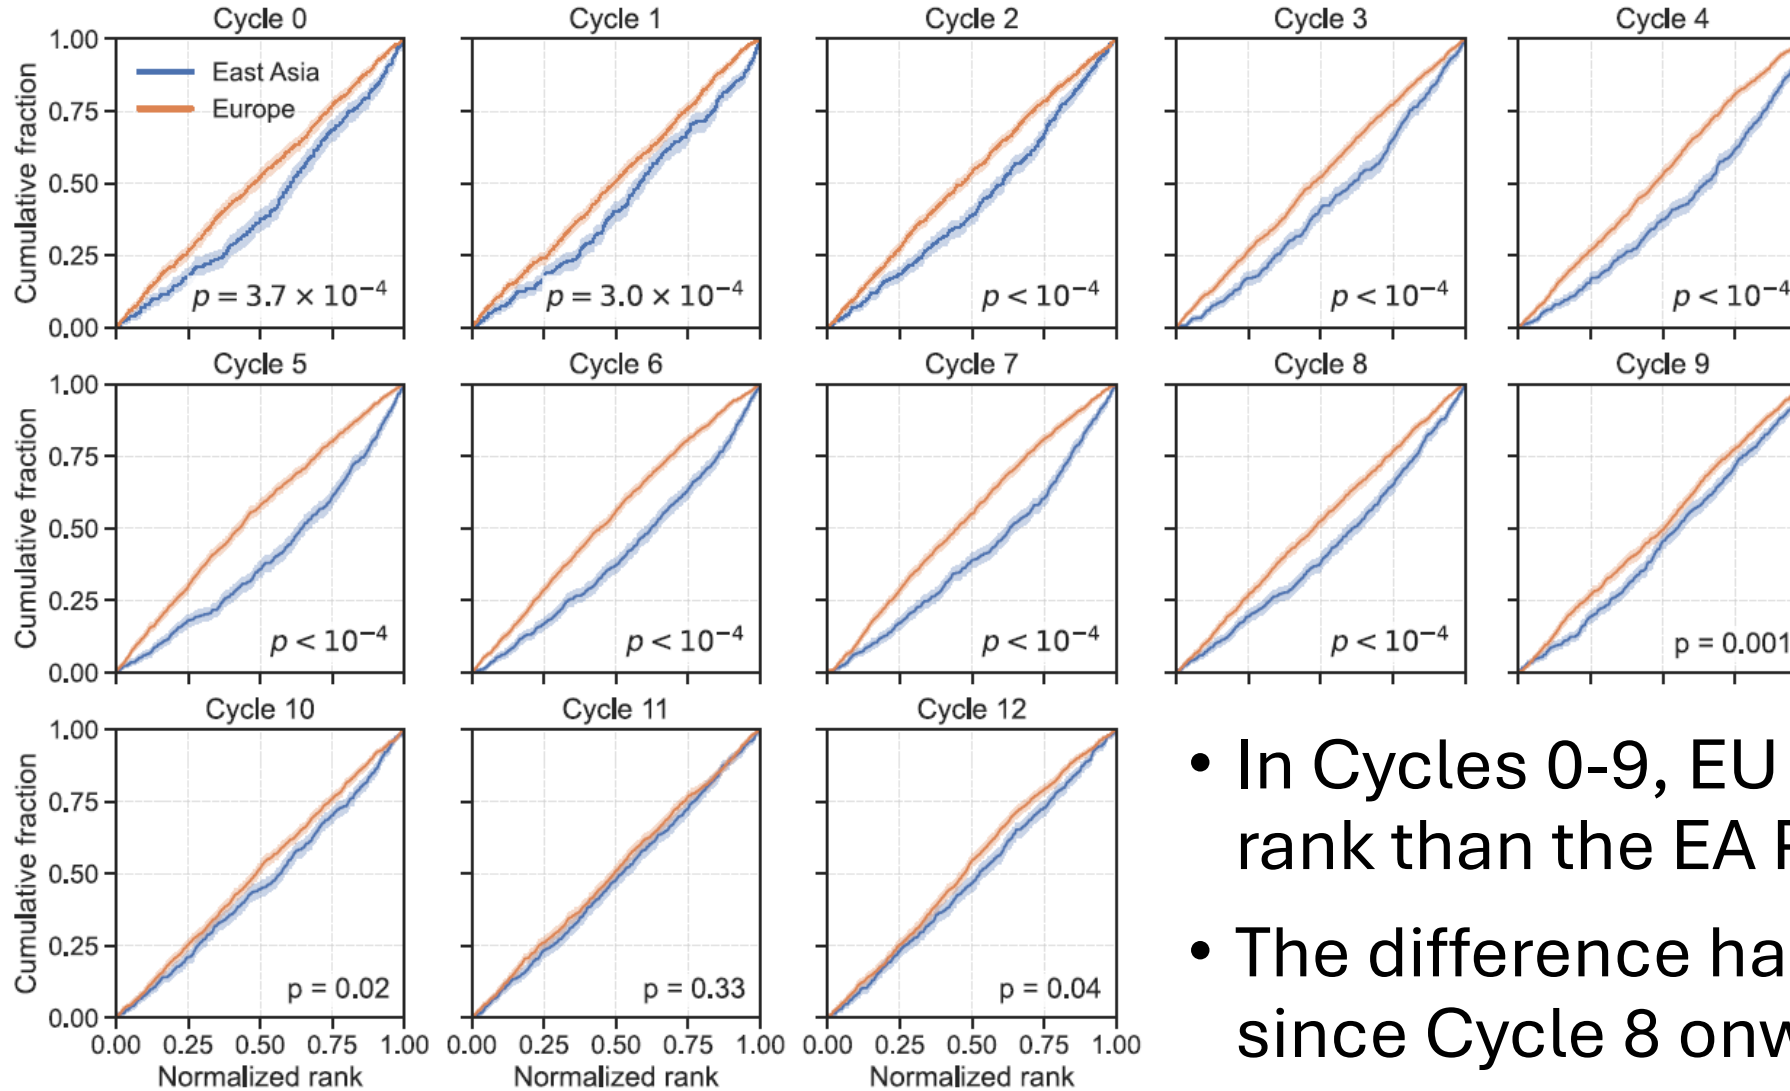 Cycle 0
Cycle 1
Cycle 2
Cycle 3
Cycle 4
1.00
0.75
0.50
0.25
0.00
Cumulative fraction
East Asia
Europe
p = 3.7 × 10⁻⁴
p = 3.0 × 10⁻⁴
p < 10⁻⁴
p < 10⁻⁴
p < 10⁻⁴
Cycle 5
Cycle 6
Cycle 7
Cycle 8
Cycle 9
1.00
0.75
0.50
0.25
0.00
Cumulative fraction
p < 10⁻⁴
p < 10⁻⁴
p < 10⁻⁴
p < 10⁻⁴
p = 0.001
Cycle 10
Cycle 11
Cycle 12
1.00
0.75
0.50
0.25
0.00
Cumulative fraction
p = 0.02
p = 0.33
p = 0.04
0.00 0.25 0.50 0.75 1.00
0.00 0.25 0.50 0.75 1.00
0.00 0.25 0.50 0.75 1.00
Normalized rank
Normalized rank
Normalized rank
• In Cycles 0-9, EU
rank than the EA
• The difference ha
since Cycle 8 onw